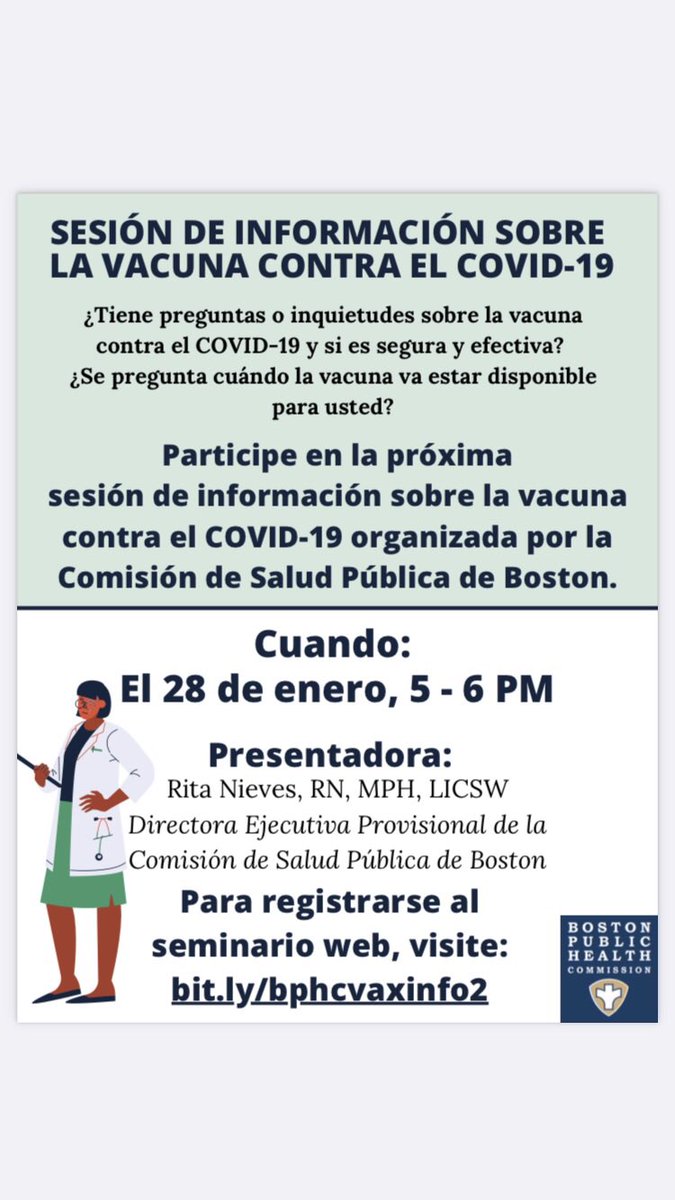 SESIÓN DE INFORMACIÓN SOBRE
LA VACUNA CONTRA EL COVID-19
¿Tiene preguntas o inquietudes sobre la vacuna
contra el COVID-19 y si es segura y efectiva?
¿Se pregunta cuándo la vacuna va estar disponible
para usted?
Participe en la próxima
sesión de información sobre la vacuna
contra el COVID-19 organizada por la
Comisión de Salud Pública de Boston.
Cuando:
El 28 de enero, 5 - 6 PM
Presentadora:
Rita Nieves, RN, MPH, LICSW
Directora Ejecutiva Provisional de la
Comisión de Salud Pública de Boston
Para registrarse al
seminario web, visite:
bit.ly/bphcvaxinfo2
BOSTON
PUBLIC
HEALTH
COMMISSION